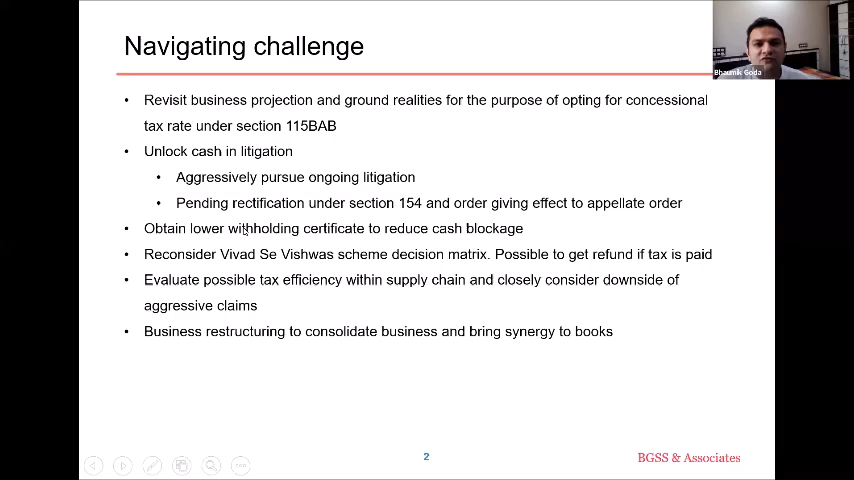 Navigating challenge
Bhaumik Goda
• Revisit business projection and ground realities for the purpose of opting for concessional
tax rate under section 115BAB
• Unlock cash in litigation
• Aggressively pursue ongoing litigation
• Pending rectification under section 154 and order giving effect to appellate order
• Obtain lower withholding certificate to reduce cash blockage
• Reconsider Vivad Se Vishwas scheme decision matrix. Possible to get refund if tax is paid
• Evaluate possible tax efficiency within supply chain and closely consider downside of
aggressive claims
• Business restructuring to consolidate business and bring synergy to books
2
BGSS & Associates